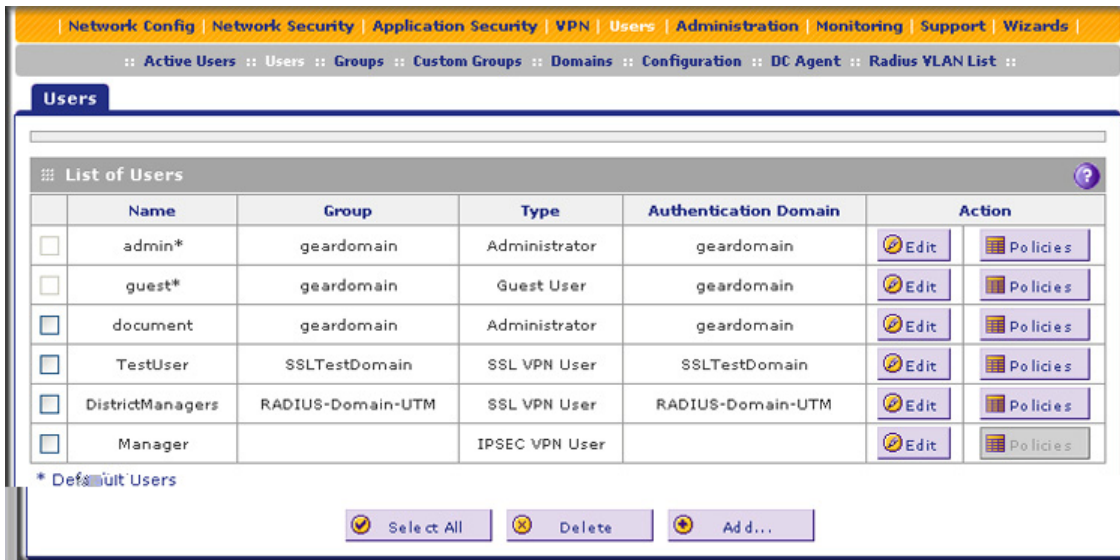 | Network Config | Network Security | Application Security | VPN | Users | Administration | Monitoring | Support | Wizards |
:: Active Users :: Users :: Groups :: Custom Groups :: Domains :: Configuration :: DC Agent :: Radius VLAN List ::
Users
List of Users ?
Name Group Type Authentication Domain Action
admin* geardomain Administrator geardomain Edit Policies
guest* geardomain Guest User geardomain Edit Policies
document geardomain Administrator geardomain Edit Policies
TestUser SSLTestDomain SSL VPN User SSLTestDomain Edit Policies
DistrictManagers RADIUS-Domain-UTM SSL VPN User RADIUS-Domain-UTM Edit Policies
Manager IPSEC VPN User Edit Policies
* Default Users
Select All Delete Add...